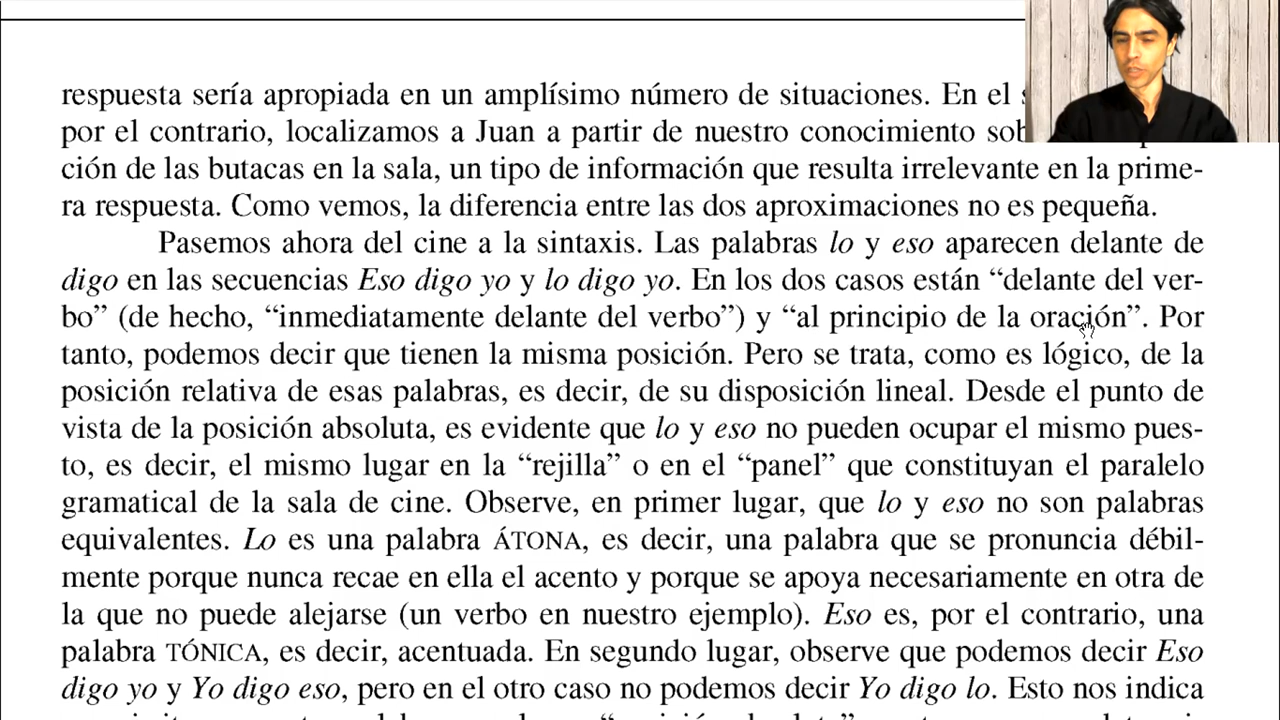 respuesta sería apropiada en un amplísimo número de situaciones. En el
por el contrario, localizamos a Juan a partir de nuestro conocimiento
ción de las butacas en la sala, un tipo de información que resulta irrelevante en la prime-
ra respuesta. Como vemos, la diferencia entre las dos aproximaciones no es pequeña.
Pasemos ahora del cine a la sintaxis. Las palabras lo y eso aparecen delante de
digo en las secuencias Eso digo yo y lo digo yo. En los dos casos están “delante del ver-
bo” (de hecho, “inmediatamente delante del verbo”) y “al principio de la oración”. Por
tanto, podemos decir que tienen la misma posición. Pero se trata, como es lógico, de la
posición relativa de esas palabras, es decir, de su disposición lineal. Desde el punto de
vista de la posición absoluta, es evidente que lo y eso no pueden ocupar el mismo pues-
to, es decir, el mismo lugar en la “rejilla” o en el “panel” que constituyan el paralelo
gramatical de la sala de cine. Observe, en primer lugar, que lo y eso no son palabras
equivalentes. Lo es una palabra ÁTONA, es decir, una palabra que se pronuncia débil-
mente porque nunca recae en ella el acento y porque se apoya necesariamente en otra de
la que no puede alejarse (un verbo en nuestro ejemplo). Eso es, por el contrario, una
palabra TÓNICA, es decir, acentuada. En segundo lugar, observe que podemos decir Eso
digo yo y Yo digo eso, pero en el otro caso no podemos decir Yo digo lo. Esto nos indica